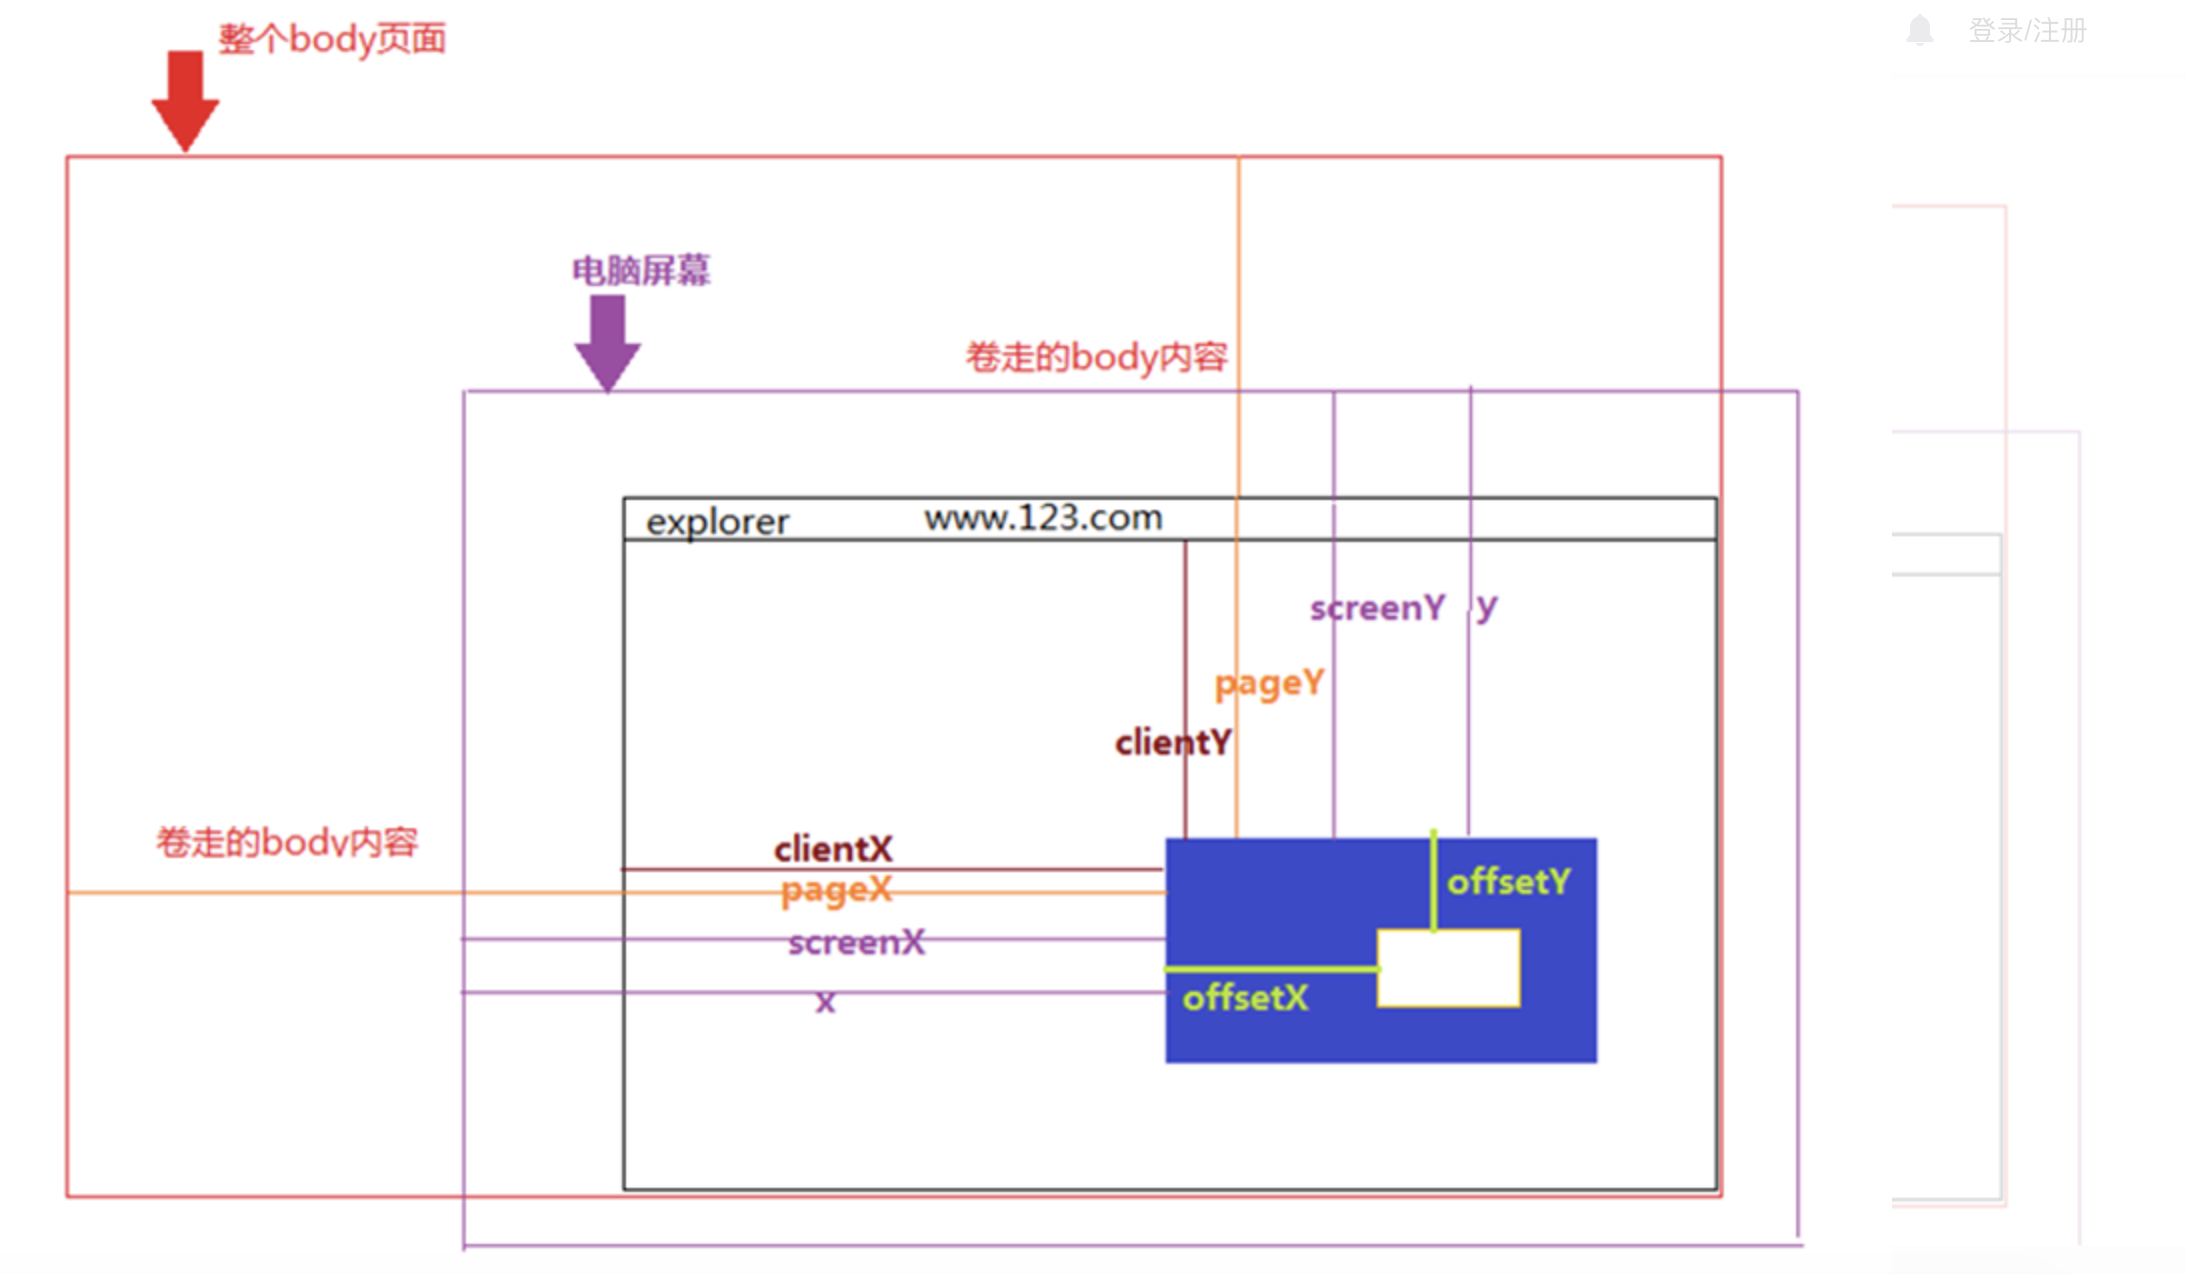 整个body页面
登录/注册
电脑屏幕
卷走的body内容
explorer
www.123.com
screenY
y
pageY
clientY
卷走的body内容
clientX
pageX
screenX
x
offsetY
offsetX